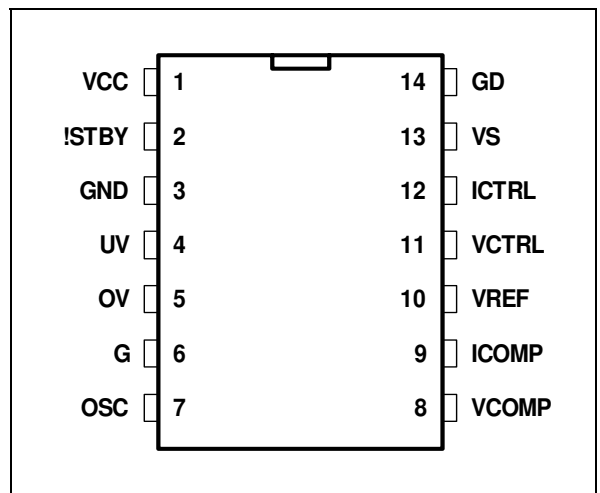 VCC 1 14 GD
!STBY 2 13 VS
GND 3 12 ICTRL
UV 4 11 VCTRL
OV 5 10 VREF
G 6 9 ICOMP
OSC 7 8 VCOMP